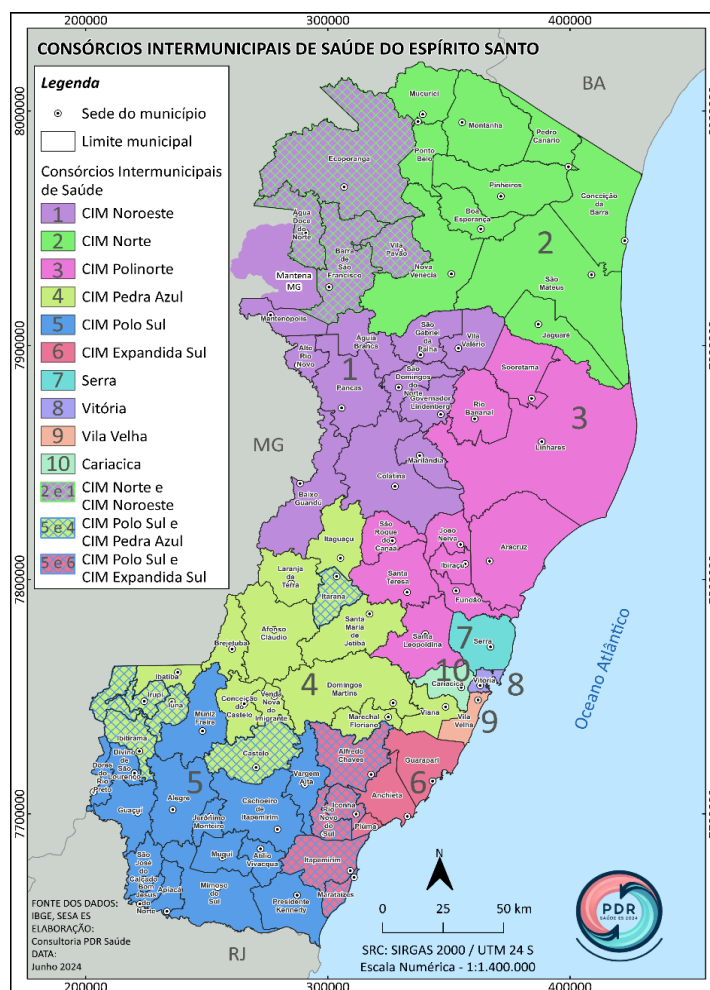 200000 300000 400000
CONSÓRCIOS INTERMUNICIPAIS DE SAÚDE DO ESPÍRITO SANTO
Legenda
Sede do município
Limite municipal
Consórcios Intermunicipais
de Saúde
1 CIM Noroeste
2 CIM Norte
3 CIM Polinorte
4 CIM Pedra Azul
5 CIM Polo Sul
6 CIM Expandida Sul
7 Serra
8 Vitória
9 Vila Velha
10 Cariacica
2 e 1 CIM Norte e
CIM Noroeste
5 e 4 CIM Polo Sul e
CIM Pedra Azul
5 e 6 CIM Polo Sul e
CIM Expandida Sul
8000000
7900000
7800000
7700000
BA
MG
RJ
Oceano Atlântico
Mucurici
Montanha
Pedro
Canário
Ponto
Belo
Ecoporanga
Pinheiros
Conceição
da
Barra
Boa
Esperança
2
Água
Doce do
Norte
Barra
de
São
Francisco
Vila
Pavão
Nova
Venécia
São
Mateus
Mantena
MG
Mantenópolis
Jaguaré
Águia
Branca
São
Gabriel
da
Palha
Vila
Valério
Alto
Rio
Novo
1
Pancas
São
Domingos
do
Norte
Governador
Lindenberg
Sooretama
Rio
Bananal
3
Linhares
Marilândia
Colatina
Baixo
Guandu
Itaguaçu
São
Roque
do
Canaã
João
Neiva
Aracruz
Ibiraçu
Laranja
da
Terra
Itarana
Santa
Teresa
Fundão
Santa
Maria
de
Jetibá
Afonso
Cláudio
Brejetuba
Santa
Leopoldina
7
Serra
10
Cariacica
Vitória
8
Ibatiba
Irupi
Iúna
Muniz
Freire
Conceição
do
Castelo
Venda
Nova
do
Imigrante
4
Domingos
Martins
Viana
Vila
Velha
9
Marechal
Floriano
Ibitirama
Divino
de
São
Lourenço
Dores
do
Rio
Preto
Castelo
Alfredo
Chaves
Guarapari
5
Vargem
Alta
6
Anchieta
Guaçuí
Alegre
Cachoeiro
de
Itapemirim
Jerônimo
Monteiro
Iconha
Rio
Novo
do
Sul
Piúma
São
José
do
Calçado
Bom
Jesus
do
Norte
Muqui
Atílio
Vivacqua
Itapemirim
Apiacá
Mimoso
do
Sul
Presidente
Kennedy
Marataízes
FONTE DOS DADOS:
IBGE, SESA ES
ELABORAÇÃO:
Consultoria PDR Saúde
DATA:
Junho 2024
N
0 25 50 km
SRC: SIRGAS 2000 / UTM 24 S
Escala Numérica - 1:1.400.000
PDR
SAÚDE ES 2024
200000 300000 400000